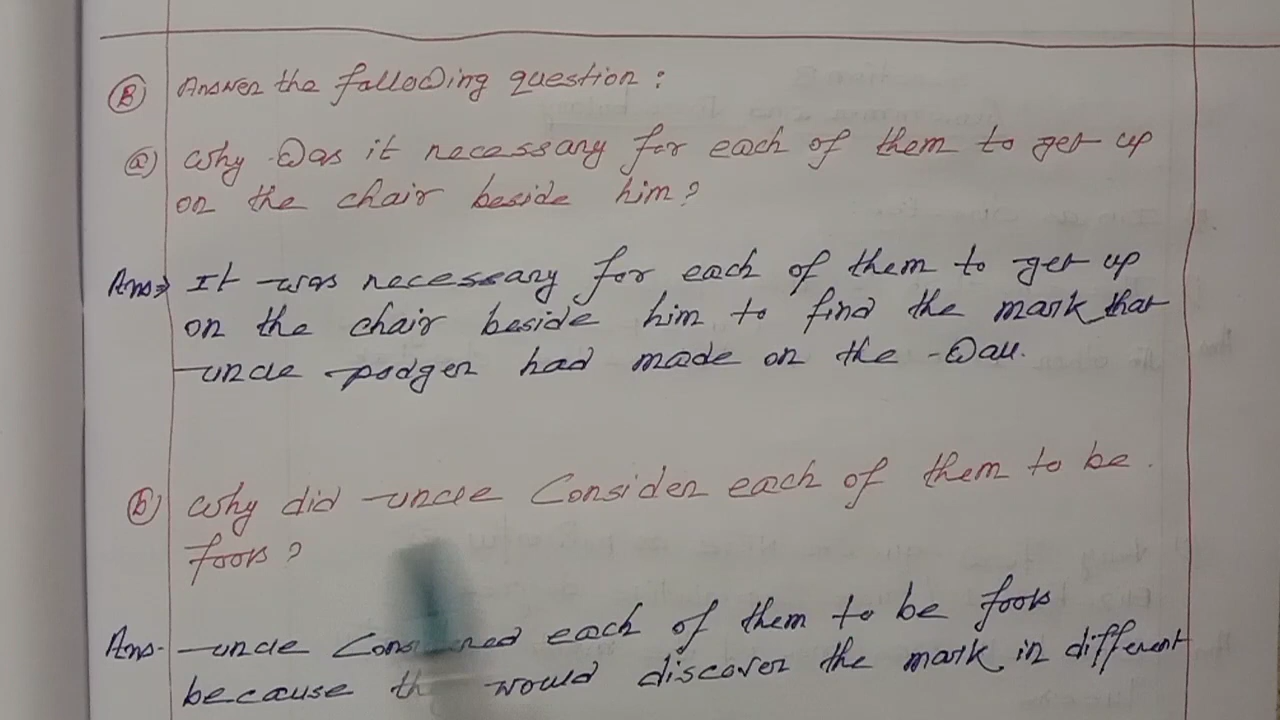 B Answer the following question :
a Why was it necessary for each of them to get up
on the chair beside him?
Ans⇒ It was necessary for each of them to get up
on the chair beside him to find the mark that
uncle podger had made on the wall.
b Why did uncle Consider each of them to be
fools?
Ans- uncle each of them to be fools
because would discover the mark in different